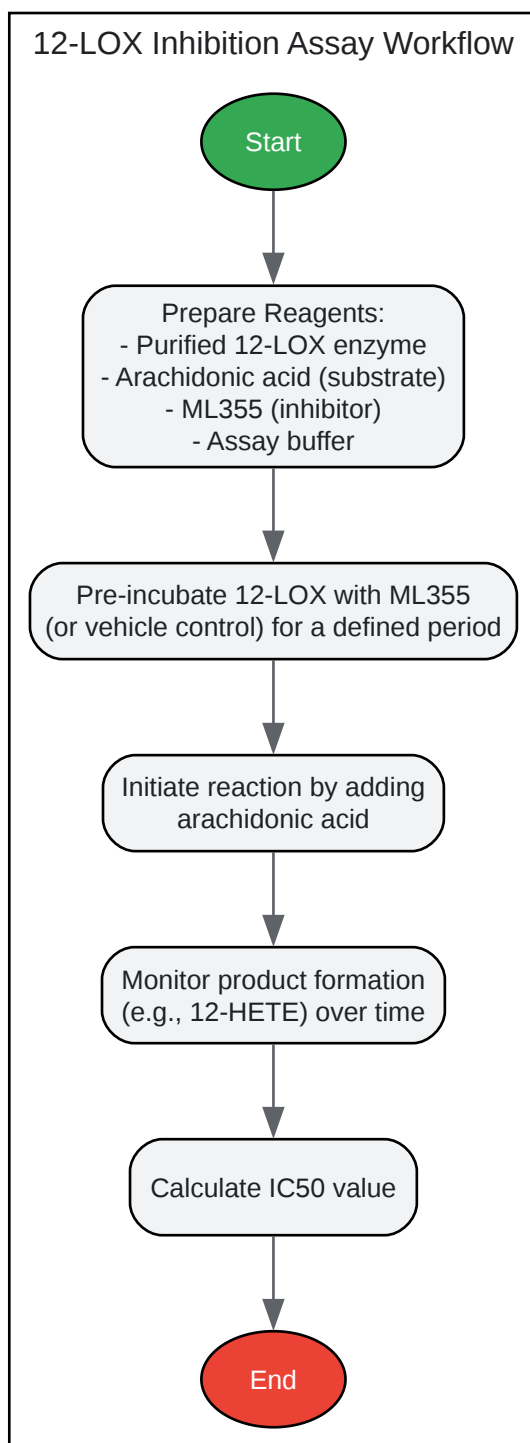 12-LOX Inhibition Assay Workflow
Start
Prepare Reagents:
- Purified 12-LOX enzyme
- Arachidonic acid (substrate)
- ML355 (inhibitor)
- Assay buffer
Pre-incubate 12-LOX with ML355
(or vehicle control) for a defined period
Initiate reaction by adding
arachidonic acid
Monitor product formation
(e.g., 12-HETE) over time
Calculate IC50 value
End